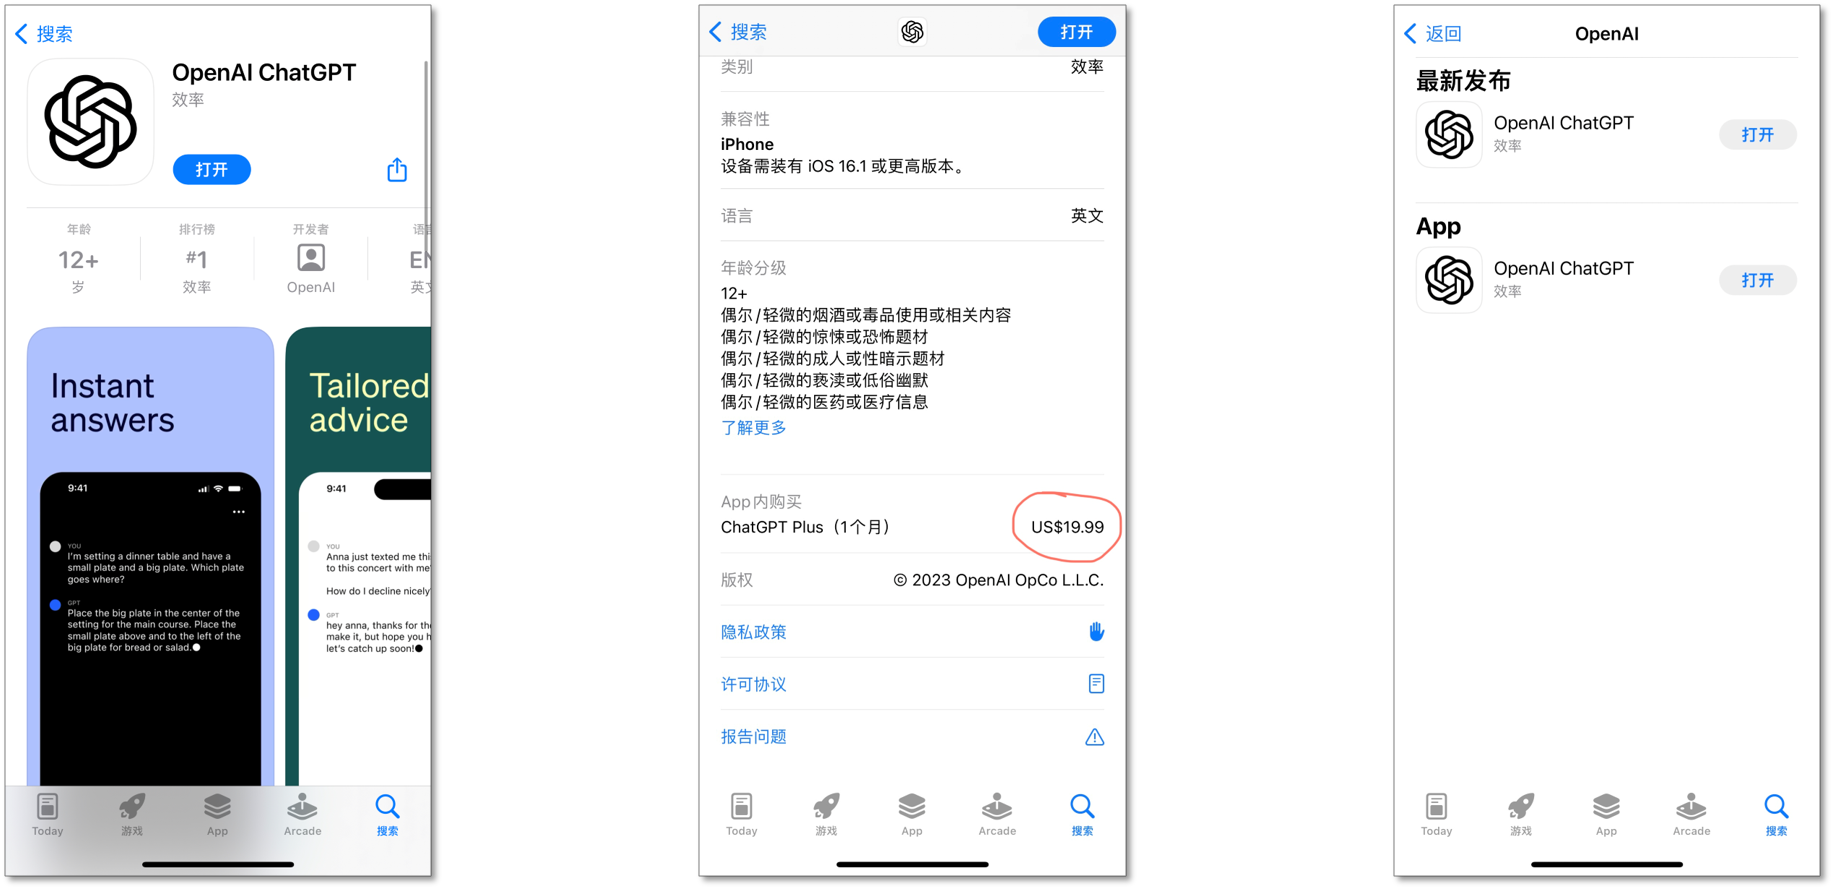 搜索
OpenAI ChatGPT
效率
打开
年龄
12+
岁
排行榜
#1
效率
开发者
OpenAI
EN
英文
Instant
answers
9:41
YOU
I'm setting a dinner table and have a
small plate and a big plate. Which plate
goes where?
GPT
Place the big plate in the center of the
setting for the main course. Place the
small plate above and to the left of the
big plate for bread or salad.
Tailored
advice
9:41
YOU
Anna just texted me
to this concert with me
How do I decline nicely
GPT
hey anna, thanks for
make it, but hope you
let's catch up soon!
Today
游戏
App
Arcade
搜索
搜索
打开
类别
效率
兼容性
iPhone
设备需装有 iOS 16.1 或更高版本。
语言
英文
年龄分级
12+
偶尔/轻微的烟酒或毒品使用或相关内容
偶尔/轻微的惊悚或恐怖题材
偶尔/轻微的成人或性暗示题材
偶尔/轻微的亵渎或低俗幽默
偶尔/轻微的医药或医疗信息
了解更多
App内购买
ChatGPT Plus（1个月）
US$19.99
版权
© 2023 OpenAI OpCo L.L.C.
隐私政策
许可协议
报告问题
Today
游戏
App
Arcade
搜索
返回
OpenAI
最新发布
OpenAI ChatGPT
效率
打开
App
OpenAI ChatGPT
效率
打开
Today
游戏
App
Arcade
搜索